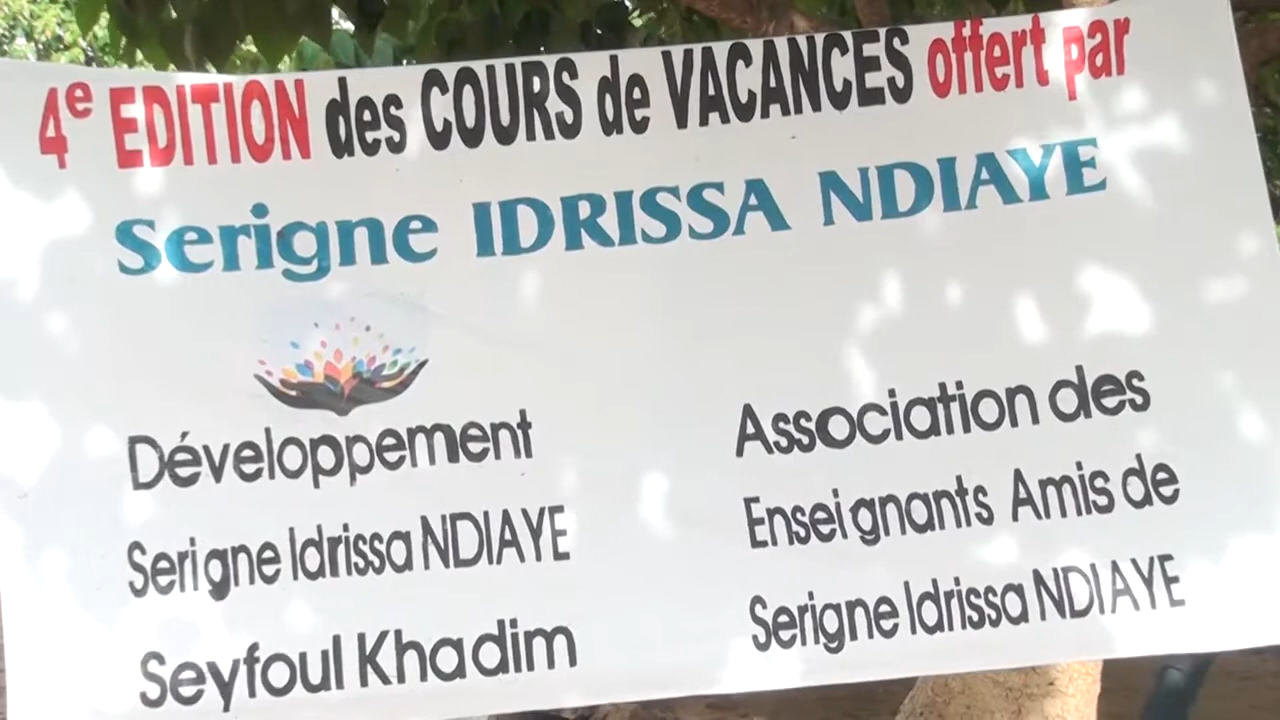 4e EDITION des COURS de VACANCES offert par
Serigne IDRISSA NDIAYE
Développement
Serigne Idrissa NDIAYE
Seyfoul Khadim
Association des
Enseignants Amis de
Serigne Idrissa NDIAYE